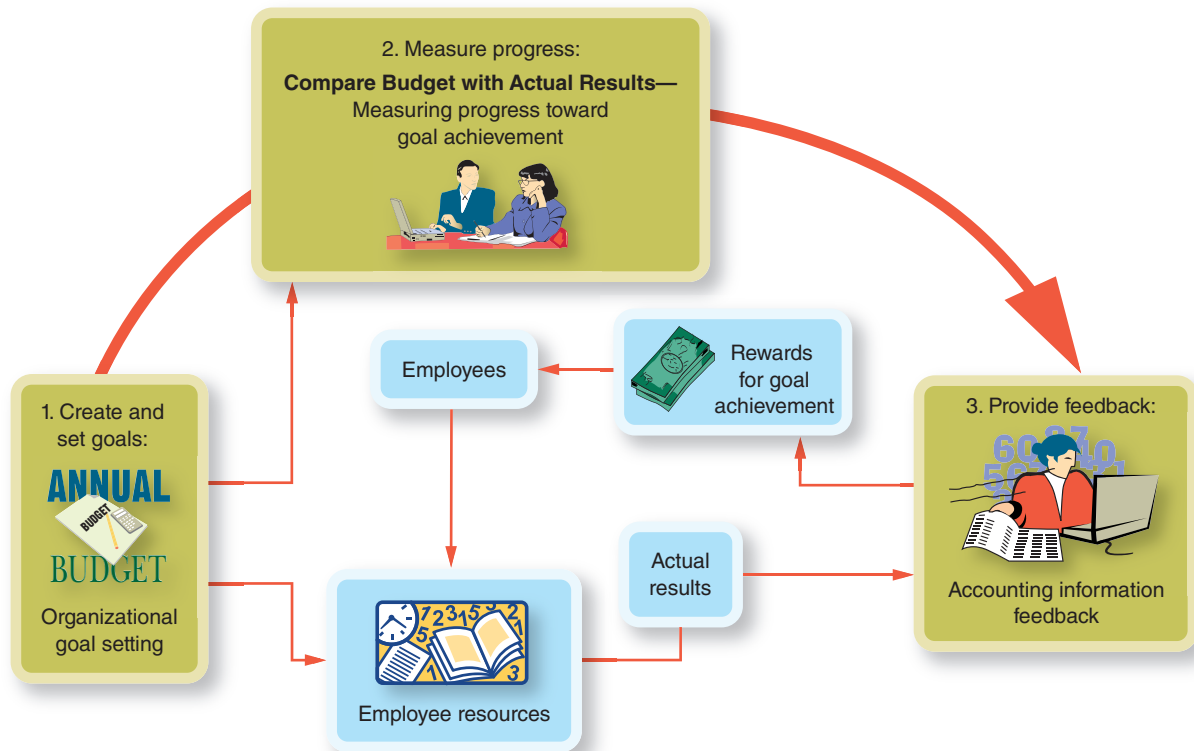 2. Measure progress:
Compare Budget with Actual Results—
Measuring progress toward
goal achievement
Employees
Rewards
for goal
achievement
1. Create and
set goals:
ANNUAL
BUDGET
BUDGET
Organizational
goal setting
3. Provide feedback:
Accounting information
feedback
Actual
results
Employee resources